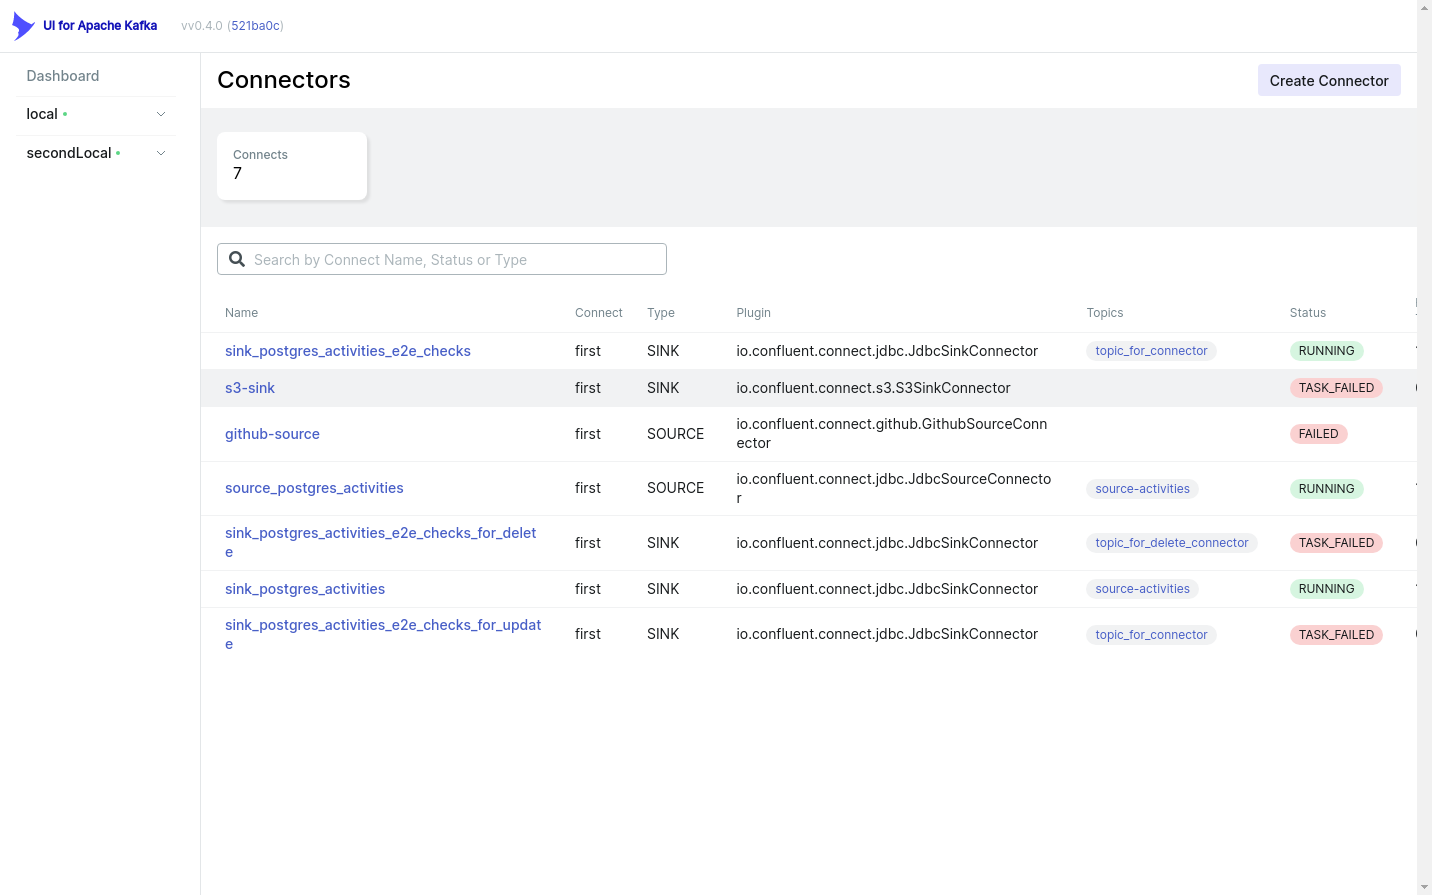 UI for Apache Kafka vv0.4.0 (521ba0c)
Dashboard
local
secondLocal
Connectors
Create Connector
Connects
7
Search by Connect Name, Status or Type
Name Connect Type Plugin Topics Status
sink_postgres_activities_e2e_checks first SINK io.confluent.connect.jdbc.JdbcSinkConnector topic_for_connector RUNNING
s3-sink first SINK io.confluent.connect.s3.S3SinkConnector TASK_FAILED
github-source first SOURCE io.confluent.connect.github.GithubSourceConn
ector FAILED
source_postgres_activities first SOURCE io.confluent.connect.jdbc.JdbcSourceConnecto
r source-activities RUNNING
sink_postgres_activities_e2e_checks_for_delet
e first SINK io.confluent.connect.jdbc.JdbcSinkConnector topic_for_delete_connector TASK_FAILED
sink_postgres_activities first SINK io.confluent.connect.jdbc.JdbcSinkConnector source-activities RUNNING
sink_postgres_activities_e2e_checks_for_updat
e first SINK io.confluent.connect.jdbc.JdbcSinkConnector topic_for_connector TASK_FAILED